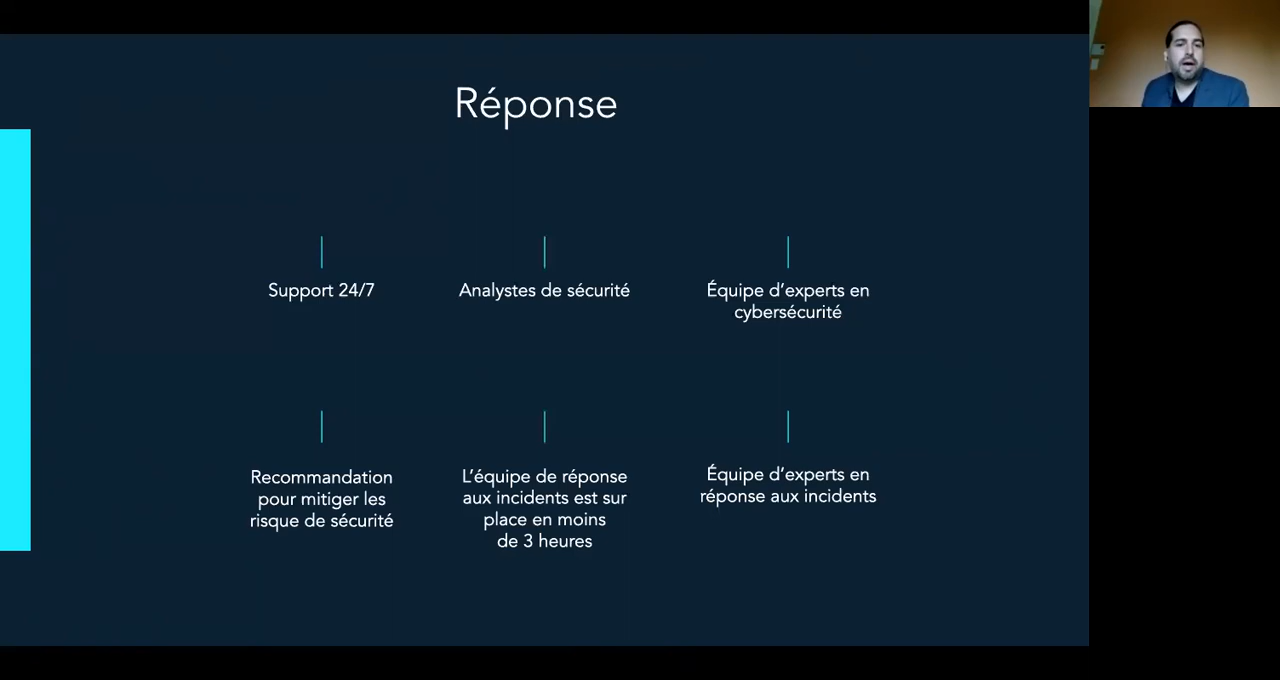 Réponse
Support 24/7
Analystes de sécurité
Équipe d’experts en
cybersécurité
Recommandation
pour mitiger les
risque de sécurité
L’équipe de réponse
aux incidents est sur
place en moins
de 3 heures
Équipe d’experts en
réponse aux incidents